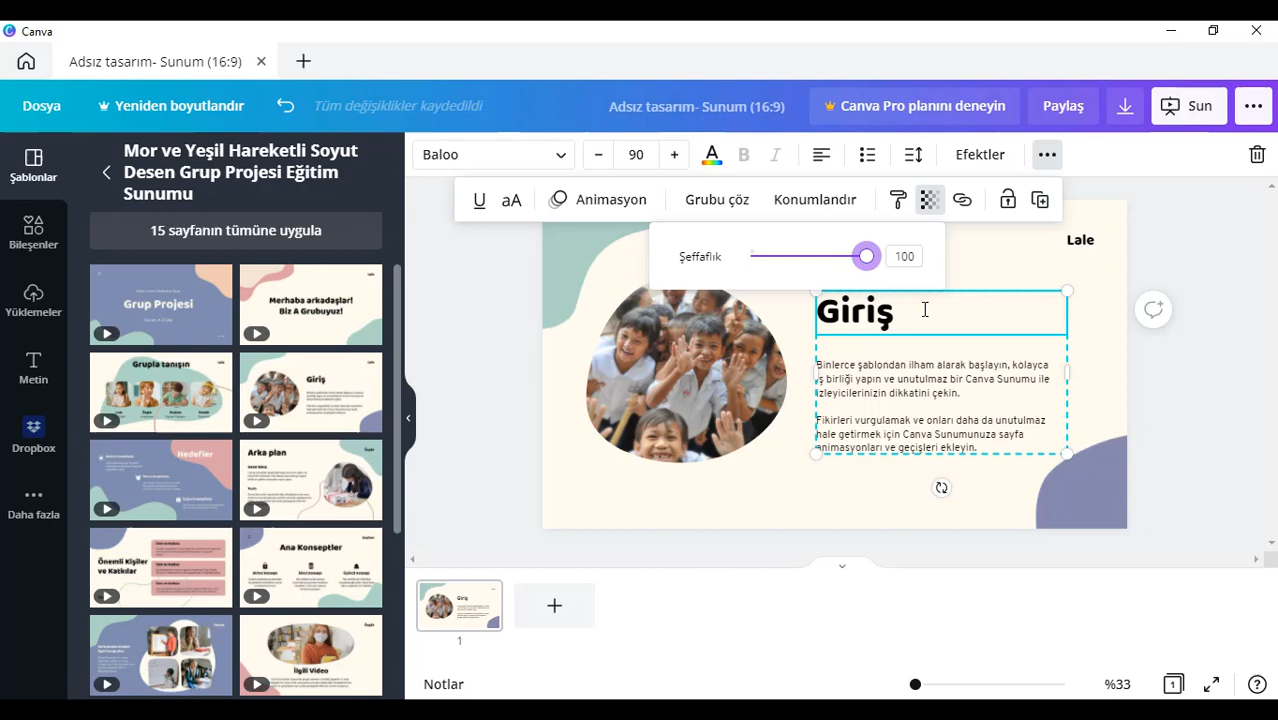 Canva
Adsız tasarım- Sunum (16:9)
Dosya
Yeniden boyutlandır
Tüm değişiklikler kaydedildi
Adsız tasarım- Sunum (16:9)
Canva Pro planını deneyin
Paylaş
Sun
Şablonlar
Bileşenler
Yüklemeler
Metin
Dropbox
Daha fazla
Mor ve Yeşil Hareketli Soyut
Desen Grup Projesi Eğitim
Sunumu
15 sayfanın tümüne uygula
Grup Projesi
Merhaba arkadaşlar!
Biz A Grubuyuz!
Grupla tanışın
Giriş
Hedefler
Arka plan
Önemli Kişiler
ve Katkılar
Ana Konseptler
İlgili Video
Baloo
90
B
I
Efektler
U
aA
Animasyon
Grubu çöz
Konumlandır
Şeffaflık
100
Lale
Giriş
Binlerce şablondan ilham alarak başlayın, kolayca
iş birliği yapın ve unutulmaz bir Canva Sunumu ile
izleyicilerinizin dikkatini çekin.
Fikirleri vurgulamak ve onları daha da unutulmaz
hale getirmek için Canva Sunumunuza sayfa
animasyonları ve geçişleri ekleyin.
Giriş
1
Notlar
%33
1